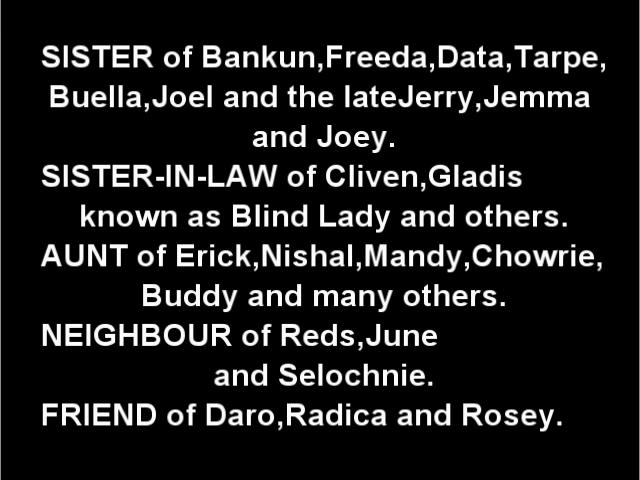 SISTER of Bankun,Freeda,Data,Tarpe,
Buella,Joel and the lateJerry,Jemma
and Joey.
SISTER-IN-LAW of Cliven,Gladis
known as Blind Lady and others.
AUNT of Erick,Nishal,Mandy,Chowrie,
Buddy and many others.
NEIGHBOUR of Reds,June
and Selochnie.
FRIEND of Daro,Radica and Rosey.